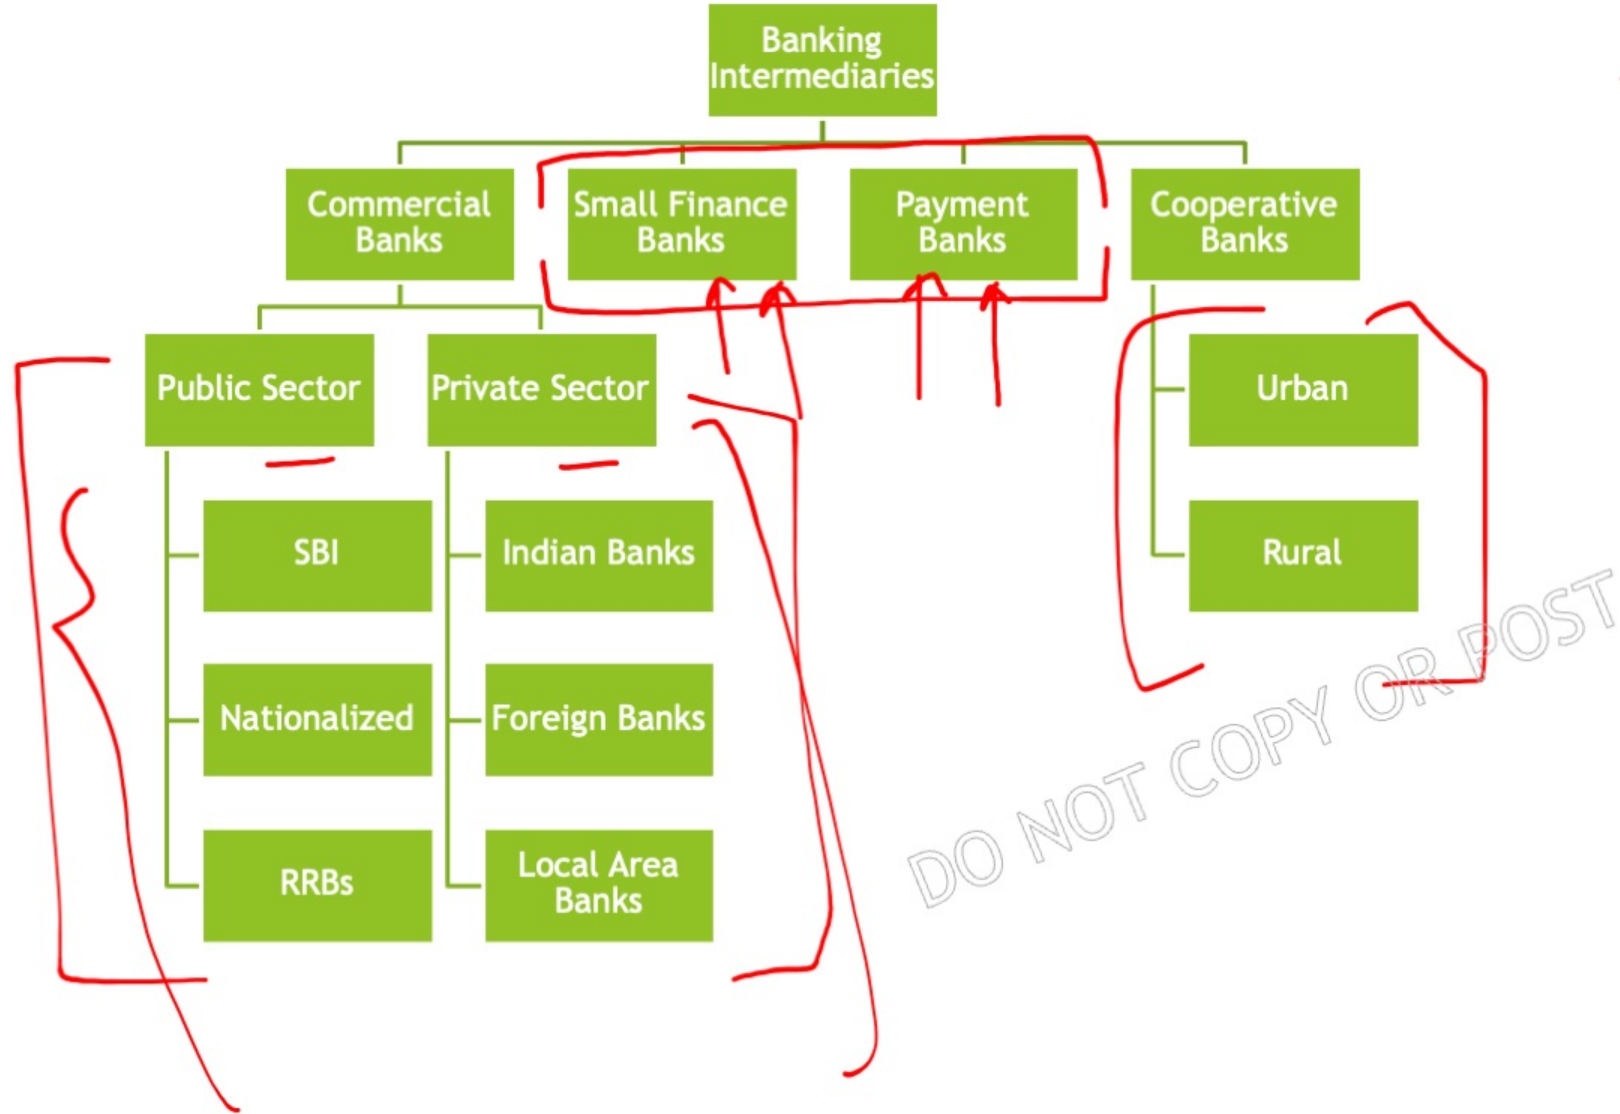 Banking
Intermediaries
Commercial
Banks
Small Finance
Banks
Payment
Banks
Cooperative
Banks
Public Sector
Private Sector
Urban
SBI
Indian Banks
Rural
Nationalized
Foreign Banks
RRBs
Local Area
Banks
DO NOT COPY OR POST